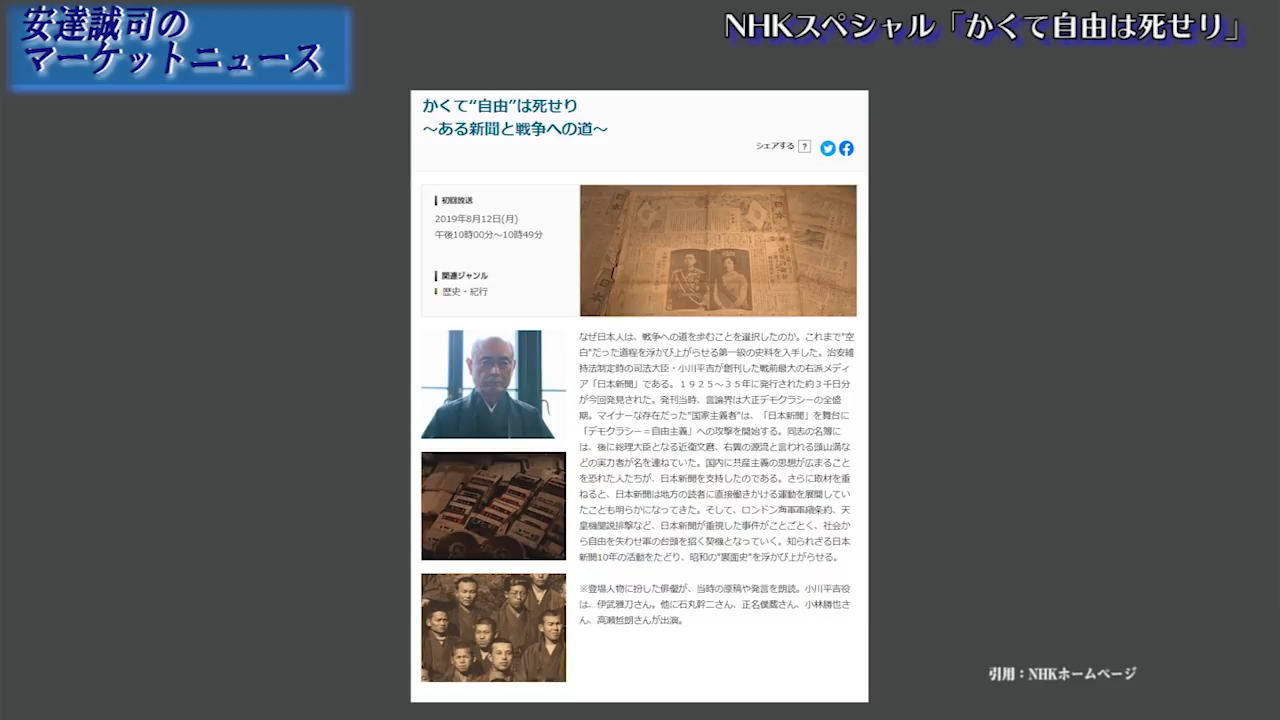 安達誠司の
マーケットニュース
NHKスペシャル「かくて自由は死せり」
かくて“自由”は死せり
～ある新聞と戦争への道～
シェアする ?
初回放送
2019年8月12日(月)
午後10時00分～10時49分
関連ジャンル
歴史・紀行
なぜ日本人は、戦争への道を歩むことを選択したのか。これまで"空
白"だった道程を浮かび上がらせる第一級の史料を入手した。治安維
持法制定時の司法大臣・小川平吉が創刊した戦前最大の右派メディ
ア「日本新聞」である。１９２５～３５年に発行された約３千日分
が今回発見された。発刊当時、言論界は大正デモクラシーの全盛
期。マイナーな存在だった"国家主義者"は、「日本新聞」を舞台に
「デモクラシー＝自由主義」への攻撃を開始する。同志の名簿に
は、後に総理大臣となる近衛文麿、右翼の源流と言われる頭山満な
どの実力者が名を連ねていた。国内に共産主義の思想が広まること
を恐れた人たちが、日本新聞を支持したのである。さらに取材を重
ねると、日本新聞は地方の読者に直接働きかける運動を展開してい
たことも明らかになってきた。そして、ロンドン海軍軍縮条約、天
皇機関説排撃など、日本新聞が重視した事件がことごとく、社会か
ら自由を失わせ軍の台頭を招く契機となっていく。知られざる日本
新聞10年の活動をたどり、昭和の"裏面史"を浮かび上がらせる。
※登場人物に扮した俳優が、当時の原稿や発言を朗読。小川平吉役
は、伊武雅刀さん。他に石丸幹二さん、正名僕蔵さん、小林勝也さ
ん、高瀬哲朗さんが出演。
引用：NHKホームページ